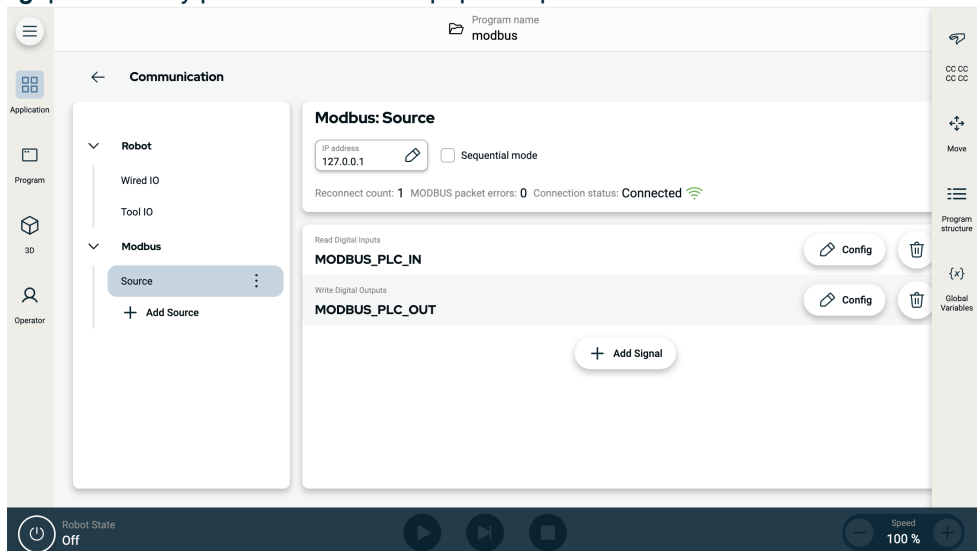 Program name
modbus
CC CC
CC CC
Communication
Application
Modbus: Source
Robot
IP address
127.0.0.1
Sequential mode
Move
Program
Wired IO
Reconnect count: 1 MODBUS packet errors: 0 Connection status: Connected
Tool IO
Program
structure
3D
Modbus
Read Digital Inputs
MODBUS_PLC_IN
Config
Source
{x}
Write Digital Outputs
MODBUS_PLC_OUT
Config
Global
Variables
Operator
Add Source
Add Signal
Robot State
Off
Speed
100 %